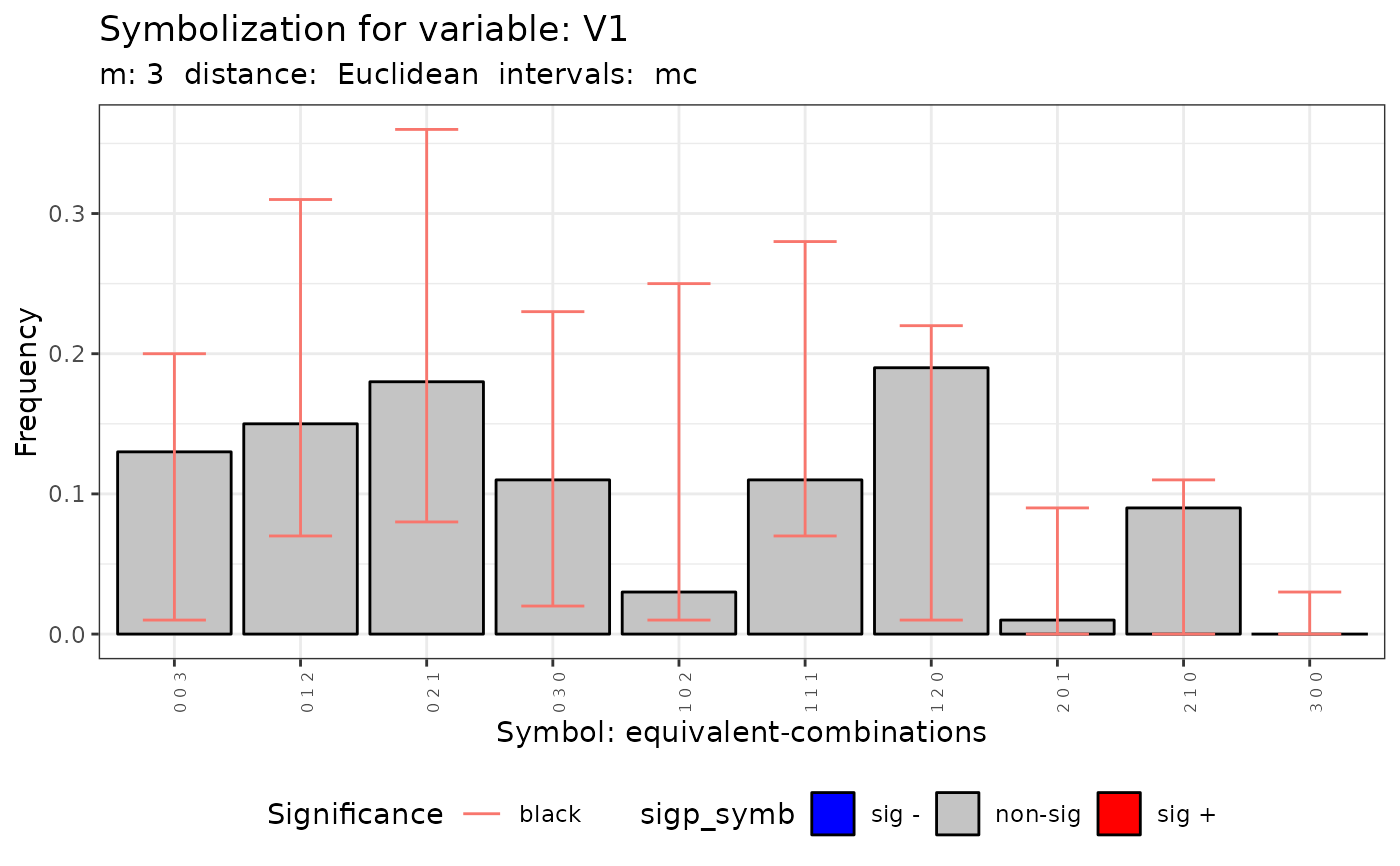 Symbolization for variable: V1
m: 3  distance:  Euclidean  intervals:  mc
Frequency
0.3
0.2
0.1
0.0
0 0 3
0 1 2
0 2 1
0 3 0
1 0 2
1 1 1
1 2 0
2 0 1
2 1 0
3 0 0
Symbol: equivalent-combinations
Significance black sigp_symb sig - non-sig sig +